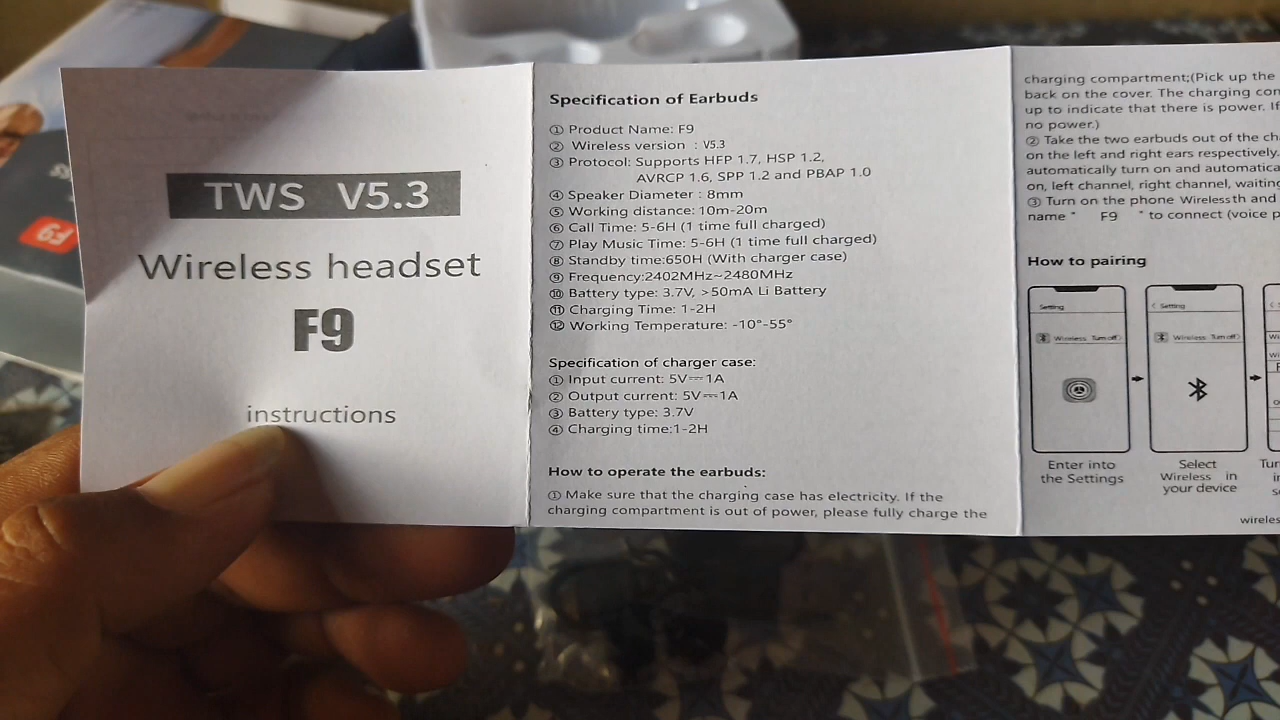 TWS V5.3
Wireless headset
F9
instructions
F9
Specification of Earbuds
① Product Name: F9
② Wireless version : V5.3
③ Protocol: Supports HFP 1.7, HSP 1.2,
AVRCP 1.6, SPP 1.2 and PBAP 1.0
④ Speaker Diameter : 8mm
⑤ Working distance: 10m-20m
⑥ Call Time: 5-6H (1 time full charged)
⑦ Play Music Time: 5-6H (1 time full charged)
⑧ Standby time:650H (With charger case)
⑨ Frequency:2402MHz~2480MHz
⑩ Battery type: 3.7V, >50mA Li Battery
⑪ Charging Time: 1-2H
⑫ Working Temperature: -10°-55°
Specification of charger case:
① Input current: 5V⎓1A
② Output current: 5V⎓1A
③ Battery type: 3.7V
④ Charging time:1-2H
How to operate the earbuds:
① Make sure that the charging case has electricity. If the
charging compartment is out of power, please fully charge the
charging compartment;(Pick up the
back on the cover. The charging
up to indicate that there is power. If
no power.)
② Take the two earbuds out of the
on the left and right ears respectively.
automatically turn on and
on, left channel, right channel,
③ Turn on the phone Wireless th and
name " F9 " to connect (voice
How to pairing
Setting
Wireless Turn off
Enter into
the Settings
Setting
Wireless Turn off
Select
Wireless in
your device